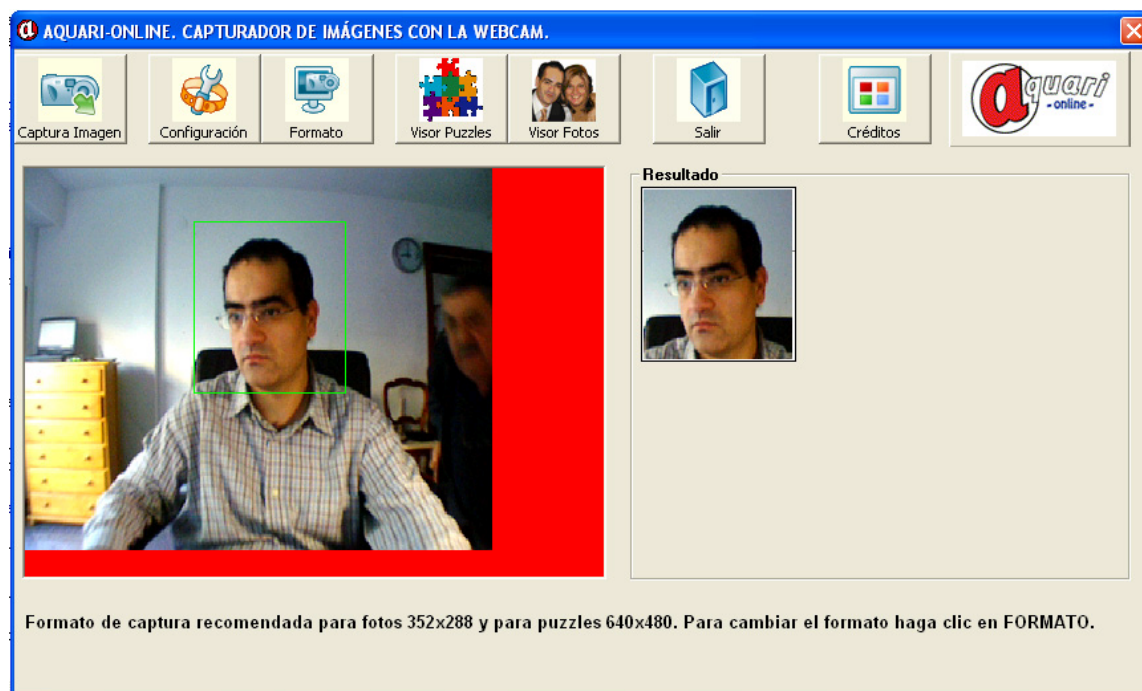 AQUARI-ONLINE. CAPTURADOR DE IMÁGENES CON LA WEBCAM.
Captura Imagen
Configuración
Formato
Visor Puzzles
Visor Fotos
Salir
Créditos
aquari
- online -
Resultado
Formato de captura recomendada para fotos 352x288 y para puzzles 640x480. Para cambiar el formato haga clic en FORMATO.